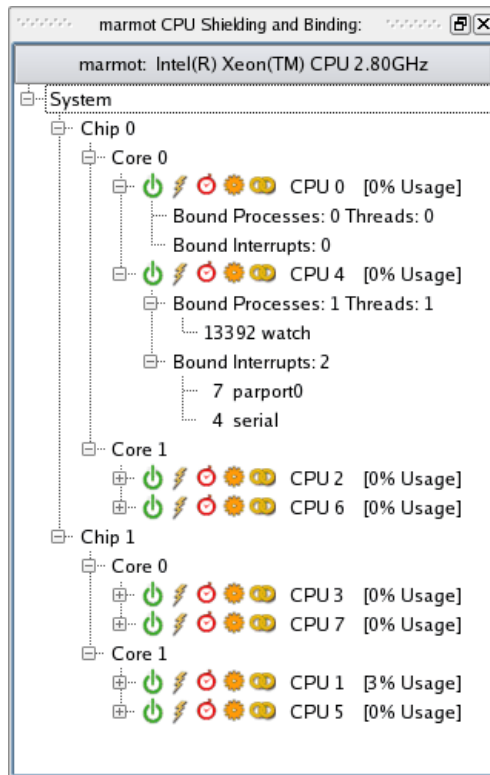 marmot CPU Shielding and Binding:
marmot: Intel(R) Xeon(TM) CPU 2.80GHz
System
Chip 0
Core 0
CPU 0 [0% Usage]
Bound Processes: 0 Threads: 0
Bound Interrupts: 0
CPU 4 [0% Usage]
Bound Processes: 1 Threads: 1
13392 watch
Bound Interrupts: 2
7 parport0
4 serial
Core 1
CPU 2 [0% Usage]
CPU 6 [0% Usage]
Chip 1
Core 0
CPU 3 [0% Usage]
CPU 7 [0% Usage]
Core 1
CPU 1 [3% Usage]
CPU 5 [0% Usage]